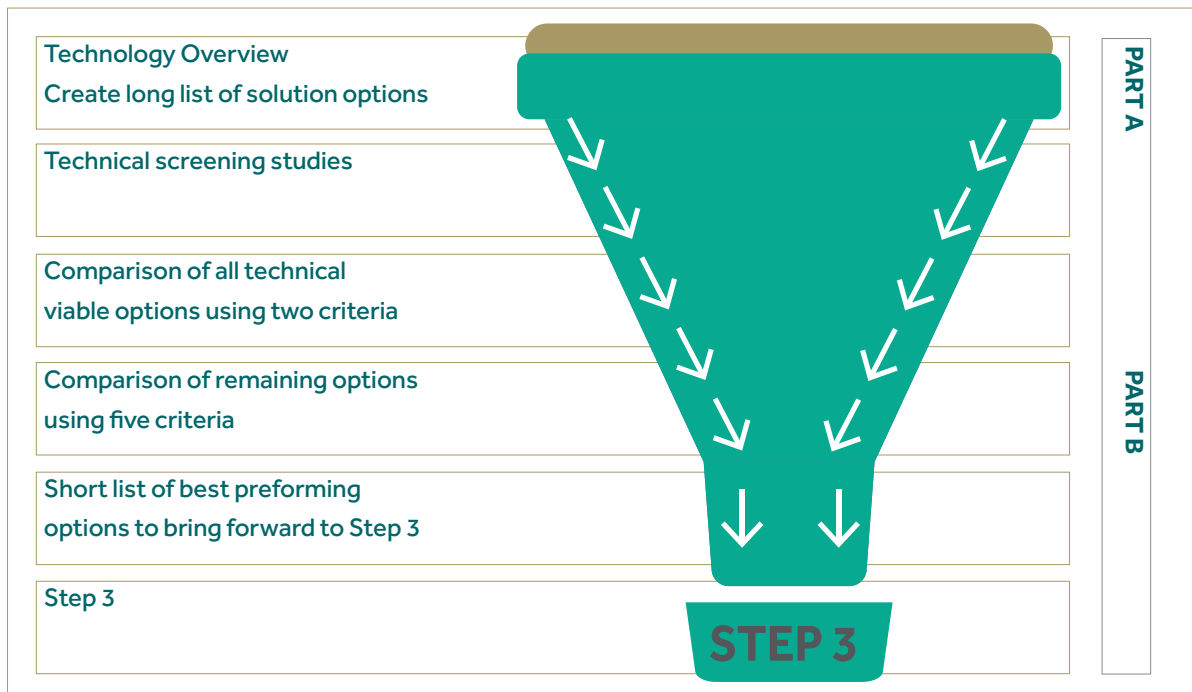 Technology Overview
Create long list of solution options
PART A
Technical screening studies
Comparison of all technical
viable options using two criteria
Comparison of remaining options
using five criteria
PART B
Short list of best preforming
options to bring forward to Step 3
Step 3
STEP 3